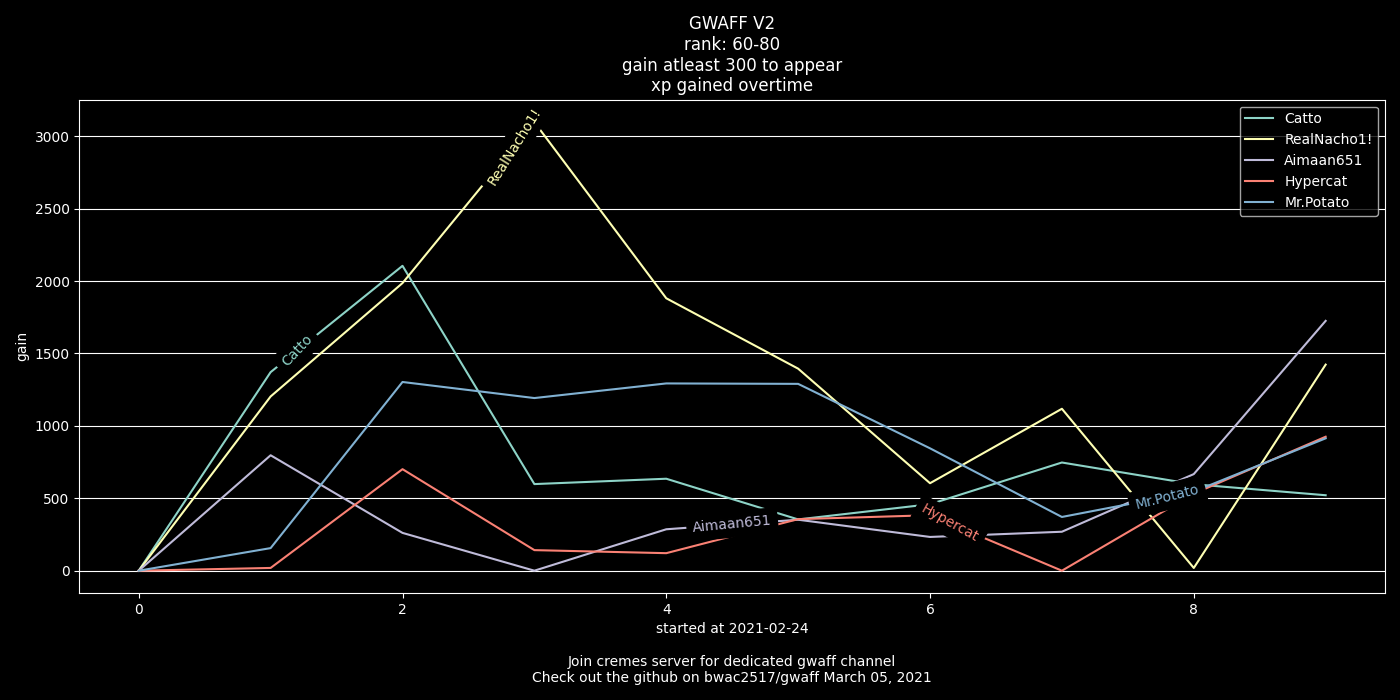 GWAFF V2
rank: 60-80
gain atleast 300 to appear
xp gained overtime
Catto
RealNacho1!
Aimaan651
Hypercat
Mr.Potato
RealNacho1!
Catto
Aimaan651
Hypercat
Mr.Potato
gain
3000
2500
2000
1500
1000
500
0
0 2 4 6 8
started at 2021-02-24
Join cremes server for dedicated gwaff channel
Check out the github on bwac2517/gwaff March 05, 2021